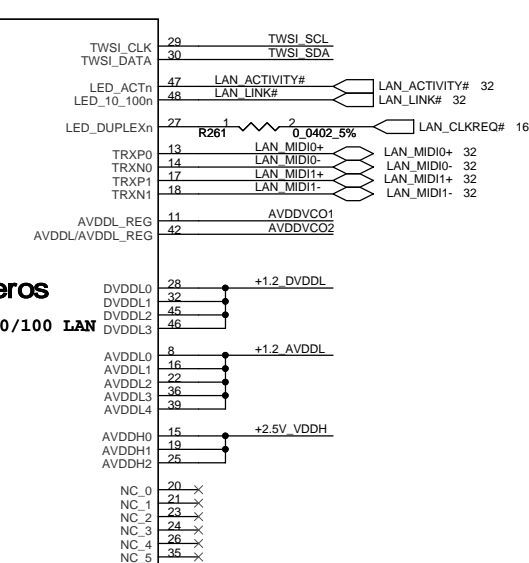 TWSI_CLK 29 TWSI_SCL
TWSI_DATA 30 TWSI_SDA
LED_ACTn 47 LAN_ACTIVITY# LAN_ACTIVITY# 32
LED_10_100n 48 LAN_LINK# LAN_LINK# 32
LED_DUPLEXn 27 1 2 LAN_CLKREQ# 16
R261 0_0402_5%
TRXP0 13 LAN_MIDI0+ LAN_MIDI0+ 32
TRXN0 14 LAN_MIDI0- LAN_MIDI0- 32
TRXP1 17 LAN_MIDI1+ LAN_MIDI1+ 32
TRXN1 18 LAN_MIDI1- LAN_MIDI1- 32
AVDDL_REG 11 AVDDVCO1
AVDDL/AVDDL_REG 42 AVDDVCO2
eros
0/100 LAN
DVDDL0 28 +1.2_DVDDL
DVDDL1 32
DVDDL2 45
DVDDL3 46
AVDDL0 8 +1.2_AVDDL
AVDDL1 16
AVDDL2 22
AVDDL3 36
AVDDL4 39
AVDDH0 15 +2.5V_VDDH
AVDDH1 19
AVDDH2 25
NC_0 20
NC_1 21
NC_2 23
NC_3 24
NC_4 26
NC_5 35